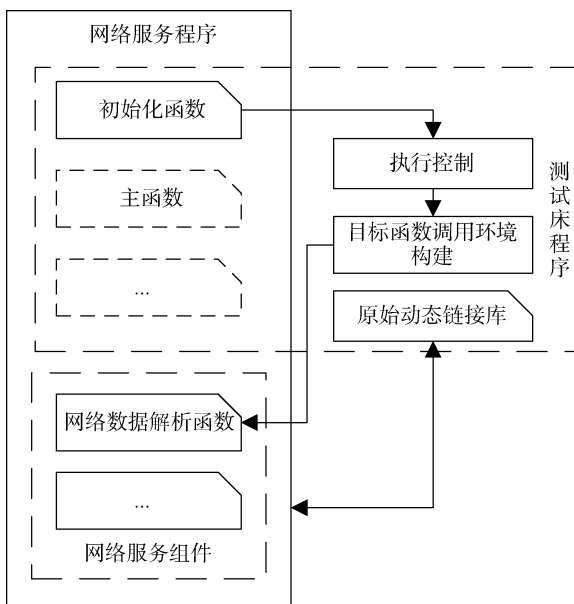 网络服务程序
初始化函数
主函数
...
执行控制
目标函数调用环境
构建
原始动态链接库
测试床程序
网络数据解析函数
...
网络服务组件